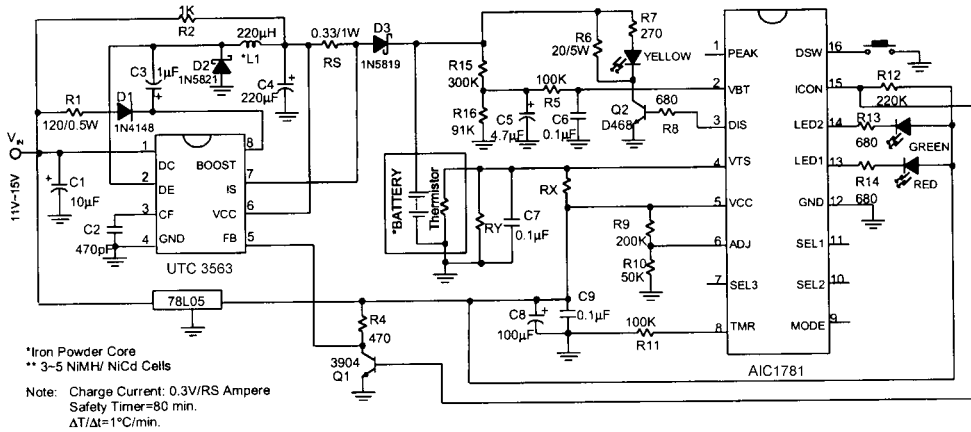 1K
R2
220µH
*L1
0.33/1W
RS
D3
1N5819
C3
1µF
D2
1N5821
C4
220µF
R1
120/0.5W
D1
1N4148
VIN
11V~15V
C1
10µF
C2
470pF
1
2
3
4
8
7
6
5
DC
DE
CF
GND
BOOST
IS
VCC
FB
UTC 3563
78L05
R4
470
3904
Q1
*BATTERY
Thermistor
R15
300K
R16
91K
C5
4.7µF
100K
R5
C6
0.1µF
R6
20/5W
R7
270
YELLOW
Q2
D468
680
R8
RX
RY
C7
0.1µF
R9
200K
R10
50K
C8
100µF
C9
0.1µF
100K
R11
1
2
3
4
5
6
7
8
PEAK
VBT
DIS
VTS
VCC
ADJ
SEL3
TMR
DSW
ICON
LED2
LED1
GND
SEL1
SEL2
MODE
16
15
14
13
12
11
10
9
AIC1781
R12
220K
R13
680
GREEN
RED
R14
680
*Iron Powder Core
** 3~5 NiMH/ NiCd Cells
Note: Charge Current: 0.3V/RS Ampere
Safety Timer=80 min.
ΔT/Δt=1°C/min.